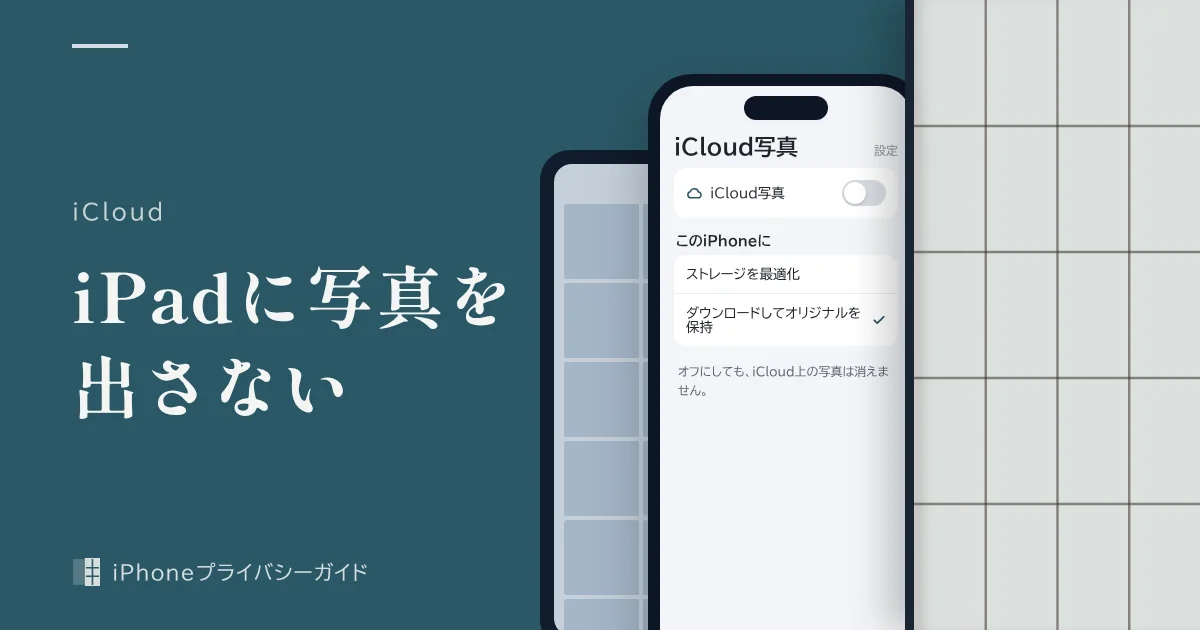 iCloud
iPadに写真を
出さない
iPhoneプライバシーガイド
iCloud写真
設定
iCloud写真
このiPhoneに
ストレージを最適化
ダウンロードしてオリジナルを
保持
オフにしても、iCloud上の写真は消えま
せん。